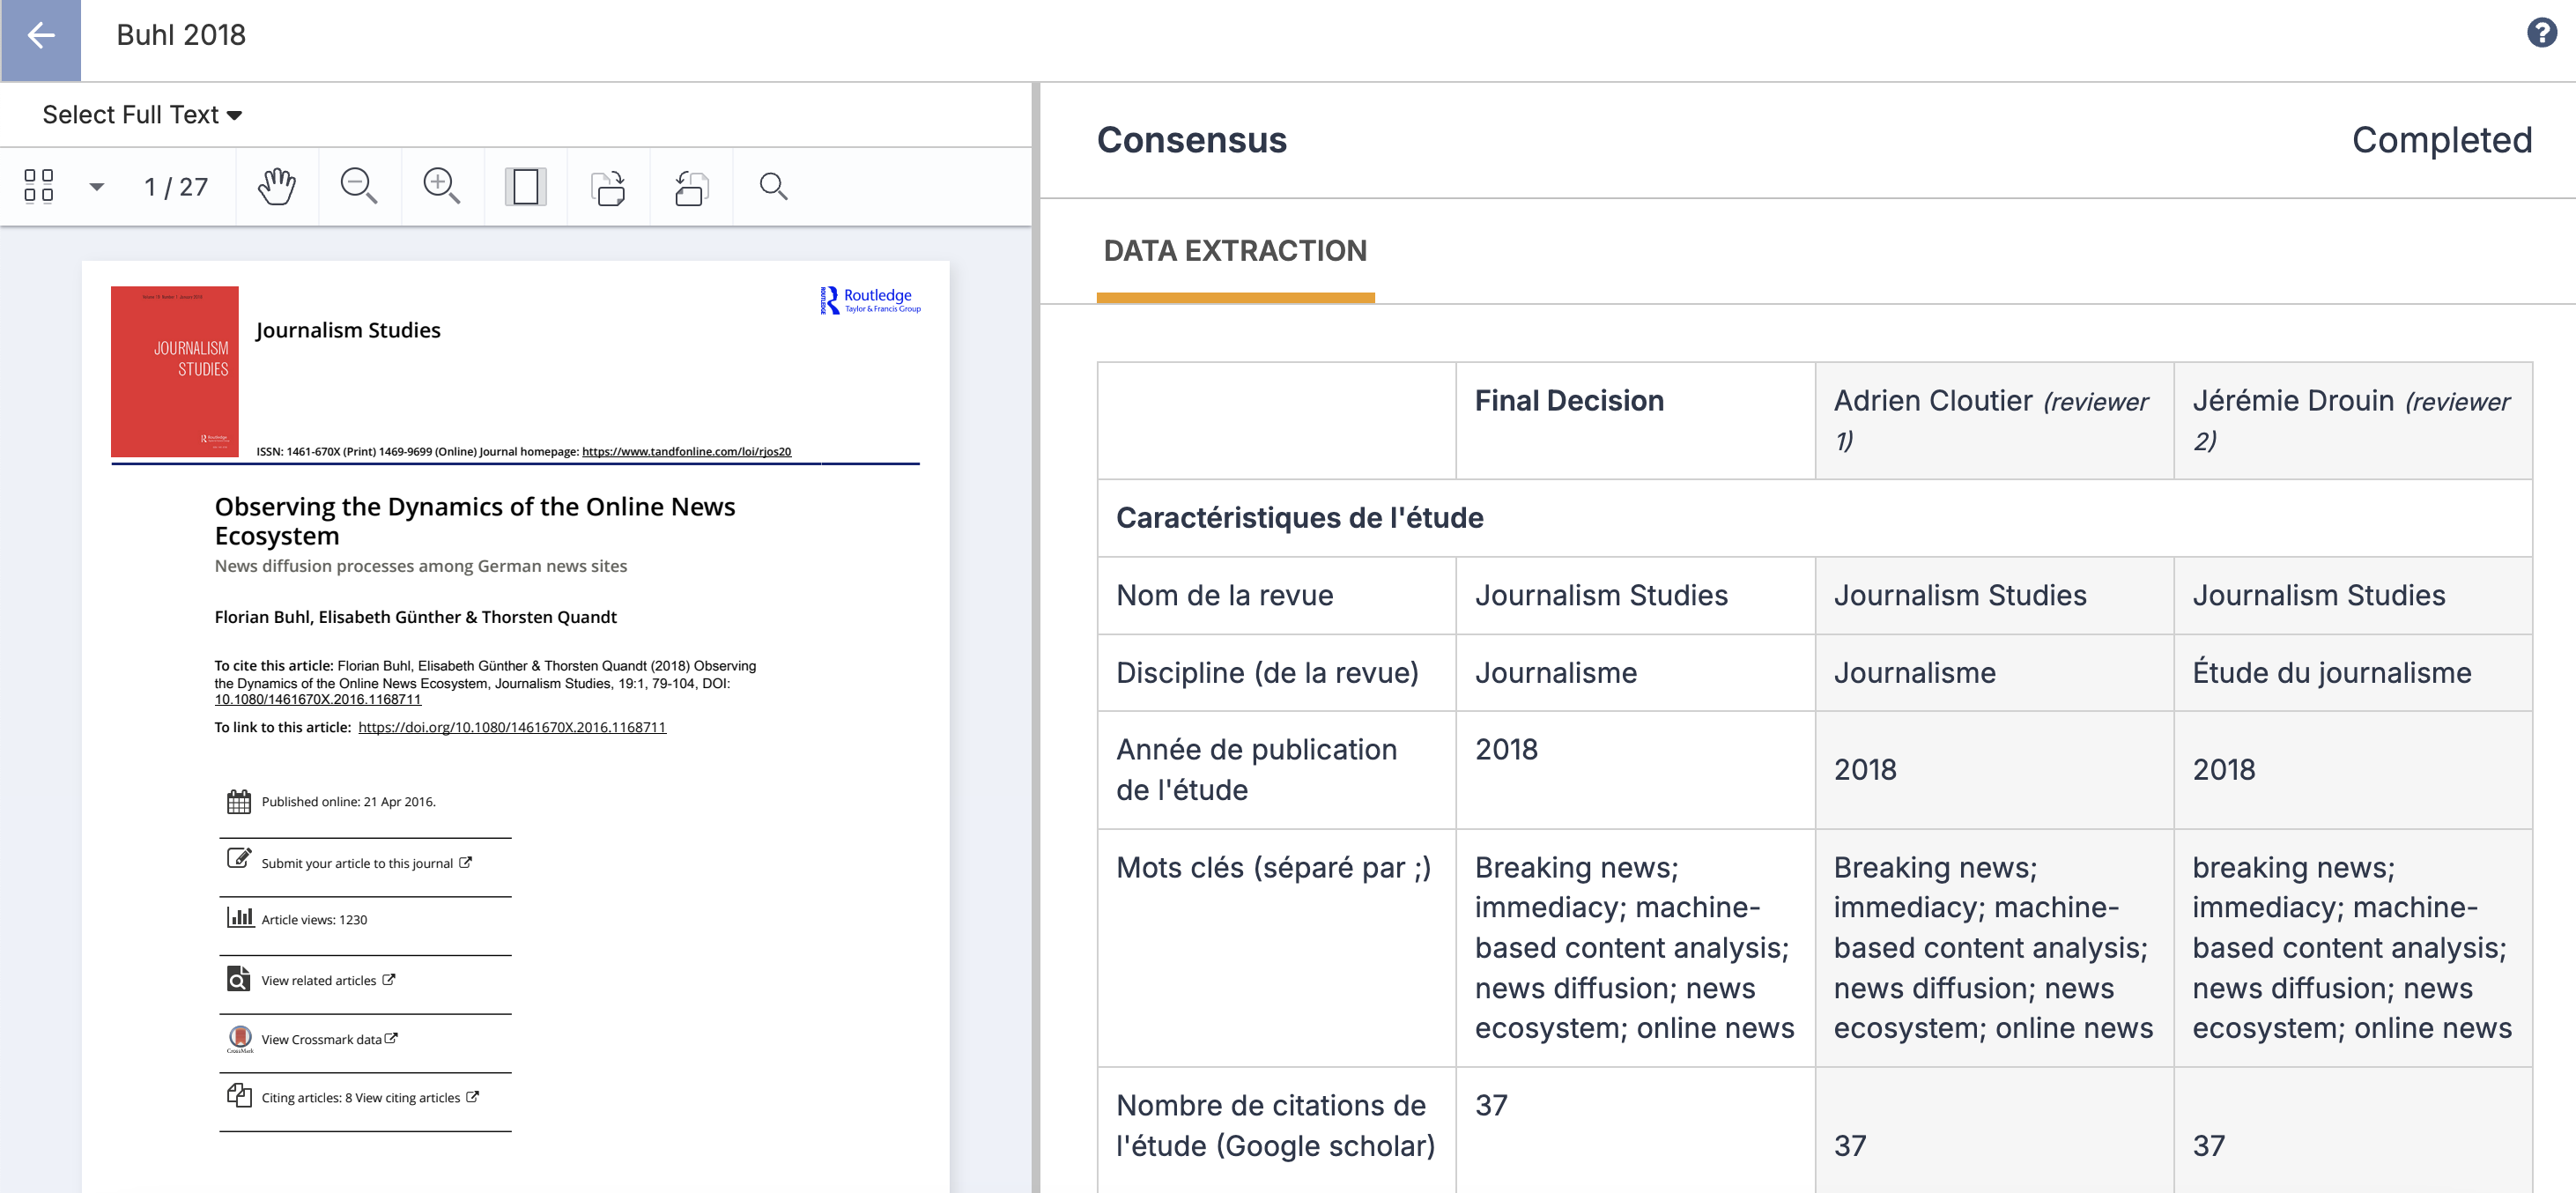 Buhl 2018
Select Full Text
1 / 27
JOURNALISM
STUDIES
Journalism Studies
Routledge
Taylor & Francis Group
ROUTLEDGE
ISSN: 1461-670X (Print) 1469-9699 (Online) Journal homepage: https://www.tandfonline.com/loi/rjos20
Observing the Dynamics of the Online News
Ecosystem
News diffusion processes among German news sites
Florian Buhl, Elisabeth Günther & Thorsten Quandt
To cite this article: Florian Buhl, Elisabeth Günther & Thorsten Quandt (2018) Observing
the Dynamics of the Online News Ecosystem, Journalism Studies, 19:1, 79-104, DOI:
10.1080/1461670X.2016.1168711
To link to this article: https://doi.org/10.1080/1461670X.2016.1168711
Published online: 21 Apr 2016.
Submit your article to this journal
Article views: 1230
View related articles
View Crossmark data
CrossMark
Citing articles: 8 View citing articles
Consensus
Completed
DATA EXTRACTION
Final Decision
Adrien Cloutier (reviewer
1)
Jérémie Drouin (reviewer
2)
Caractéristiques de l'étude
Nom de la revue
Journalism Studies
Journalism Studies
Journalism Studies
Discipline (de la revue)
Journalisme
Journalisme
Étude du journalisme
Année de publication
de l'étude
2018
2018
2018
Mots clés (séparé par ;)
Breaking news;
immediacy; machine-
based content analysis;
news diffusion; news
ecosystem; online news
Breaking news;
immediacy; machine-
based content analysis;
news diffusion; news
ecosystem; online news
breaking news;
immediacy; machine-
based content analysis;
news diffusion; news
ecosystem; online news
Nombre de citations de
l'étude (Google scholar)
37
37
37